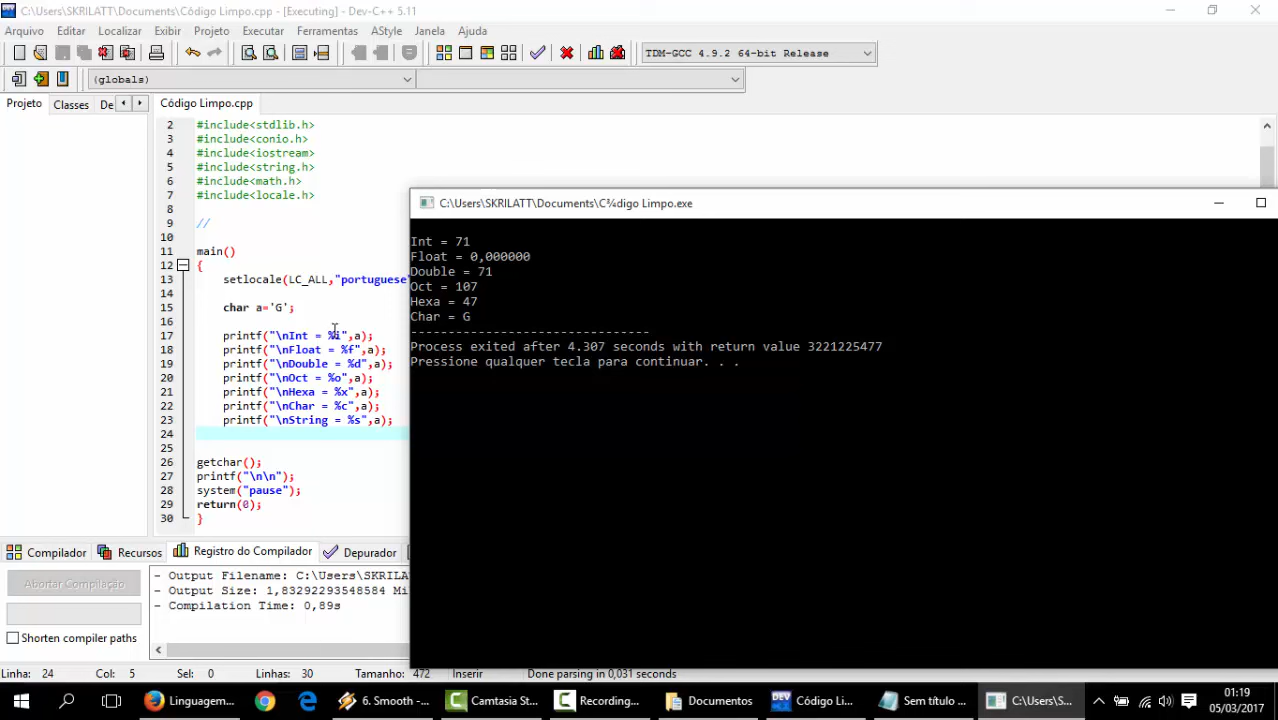 C:\Users\SKRILATT\Documents\Código Limpo.cpp - [Executing] - Dev-C++ 5.11
Arquivo Editar Localizar Exibir Projeto Executar Ferramentas AStyle Janela Ajuda
TDM-GCC 4.9.2 64-bit Release
(globals)
Projeto Classes De Código Limpo.cpp
2 #include<stdlib.h>
3 #include<conio.h>
4 #include<iostream>
5 #include<string.h>
6 #include<math.h>
7 #include<locale.h>
8
9 //
10
11 main()
12 {
13 setlocale(LC_ALL,"portuguese"
14
15 char a='G';
16
17 printf("\nInt = %i",a);
18 printf("\nFloat = %f",a);
19 printf("\nDouble = %d",a);
20 printf("\nOct = %o",a);
21 printf("\nHexa = %x",a);
22 printf("\nChar = %c",a);
23 printf("\nString = %s",a);
24
25
26 getchar();
27 printf("\n\n");
28 system("pause");
29 return(0);
30 }
C:\Users\SKRILATT\Documents\C¾digo Limpo.exe
Int = 71
Float = 0,000000
Double = 71
Oct = 107
Hexa = 47
Char = G
--------------------------------
Process exited after 4.307 seconds with return value 3221225477
Pressione qualquer tecla para continuar. . .
Compilador Recursos Registro do Compilador Depurador
Abortar Compilação
Shorten compiler paths
- Output Filename: C:\Users\SKRILAT
- Output Size: 1,83292293548584 Mi
- Compilation Time: 0,89s
Linha: 24 Col: 5 Sel: 0 Linhas: 30 Tamanho: 472 Inserir Done parsing in 0,031 seconds
Linguagem... 6. Smooth -... Camtasia St... Recording... Documentos Código Li... Sem título ... C:\Users\S...
01:19
05/03/2017